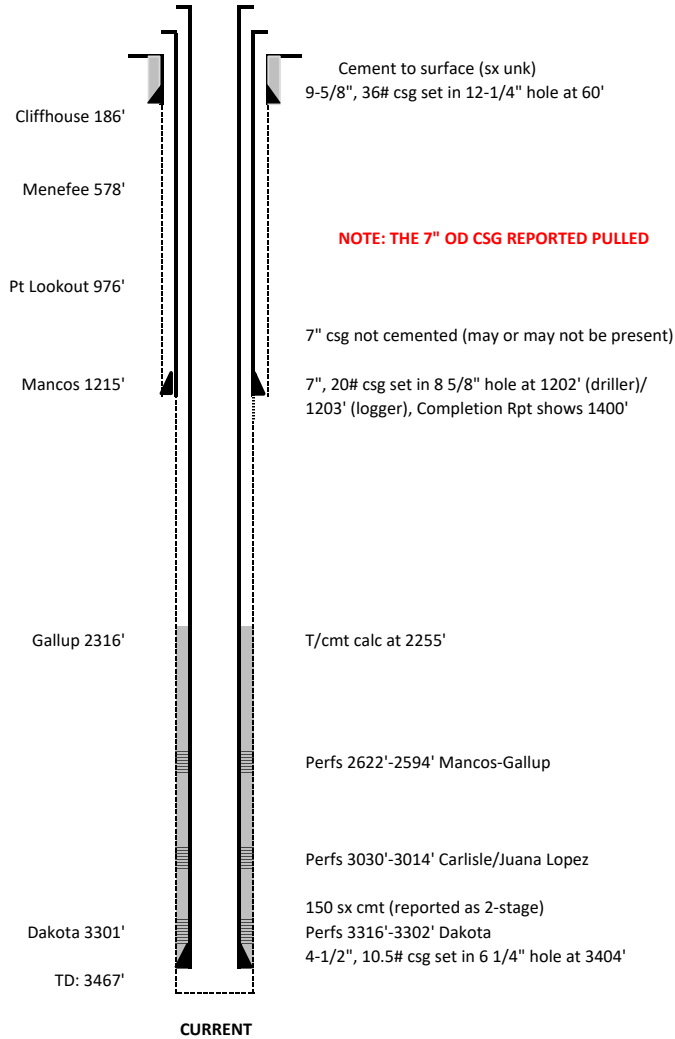 Cement to surface (sx unk)
9-5/8", 36# csg set in 12-1/4" hole at 60'
Cliffhouse 186'
Menefee 578'
NOTE: THE 7" OD CSG REPORTED PULLED
Pt Lookout 976'
7" csg not cemented (may or may not be present)
Mancos 1215'
7", 20# csg set in 8 5/8" hole at 1202' (driller)/
1203' (logger), Completion Rpt shows 1400'
Gallup 2316'
T/cmt calc at 2255'
Perfs 2622'-2594' Mancos-Gallup
Perfs 3030'-3014' Carlisle/Juana Lopez
150 sx cmt (reported as 2-stage)
Dakota 3301'
Perfs 3316'-3302' Dakota
4-1/2", 10.5# csg set in 6 1/4" hole at 3404'
TD: 3467'
CURRENT